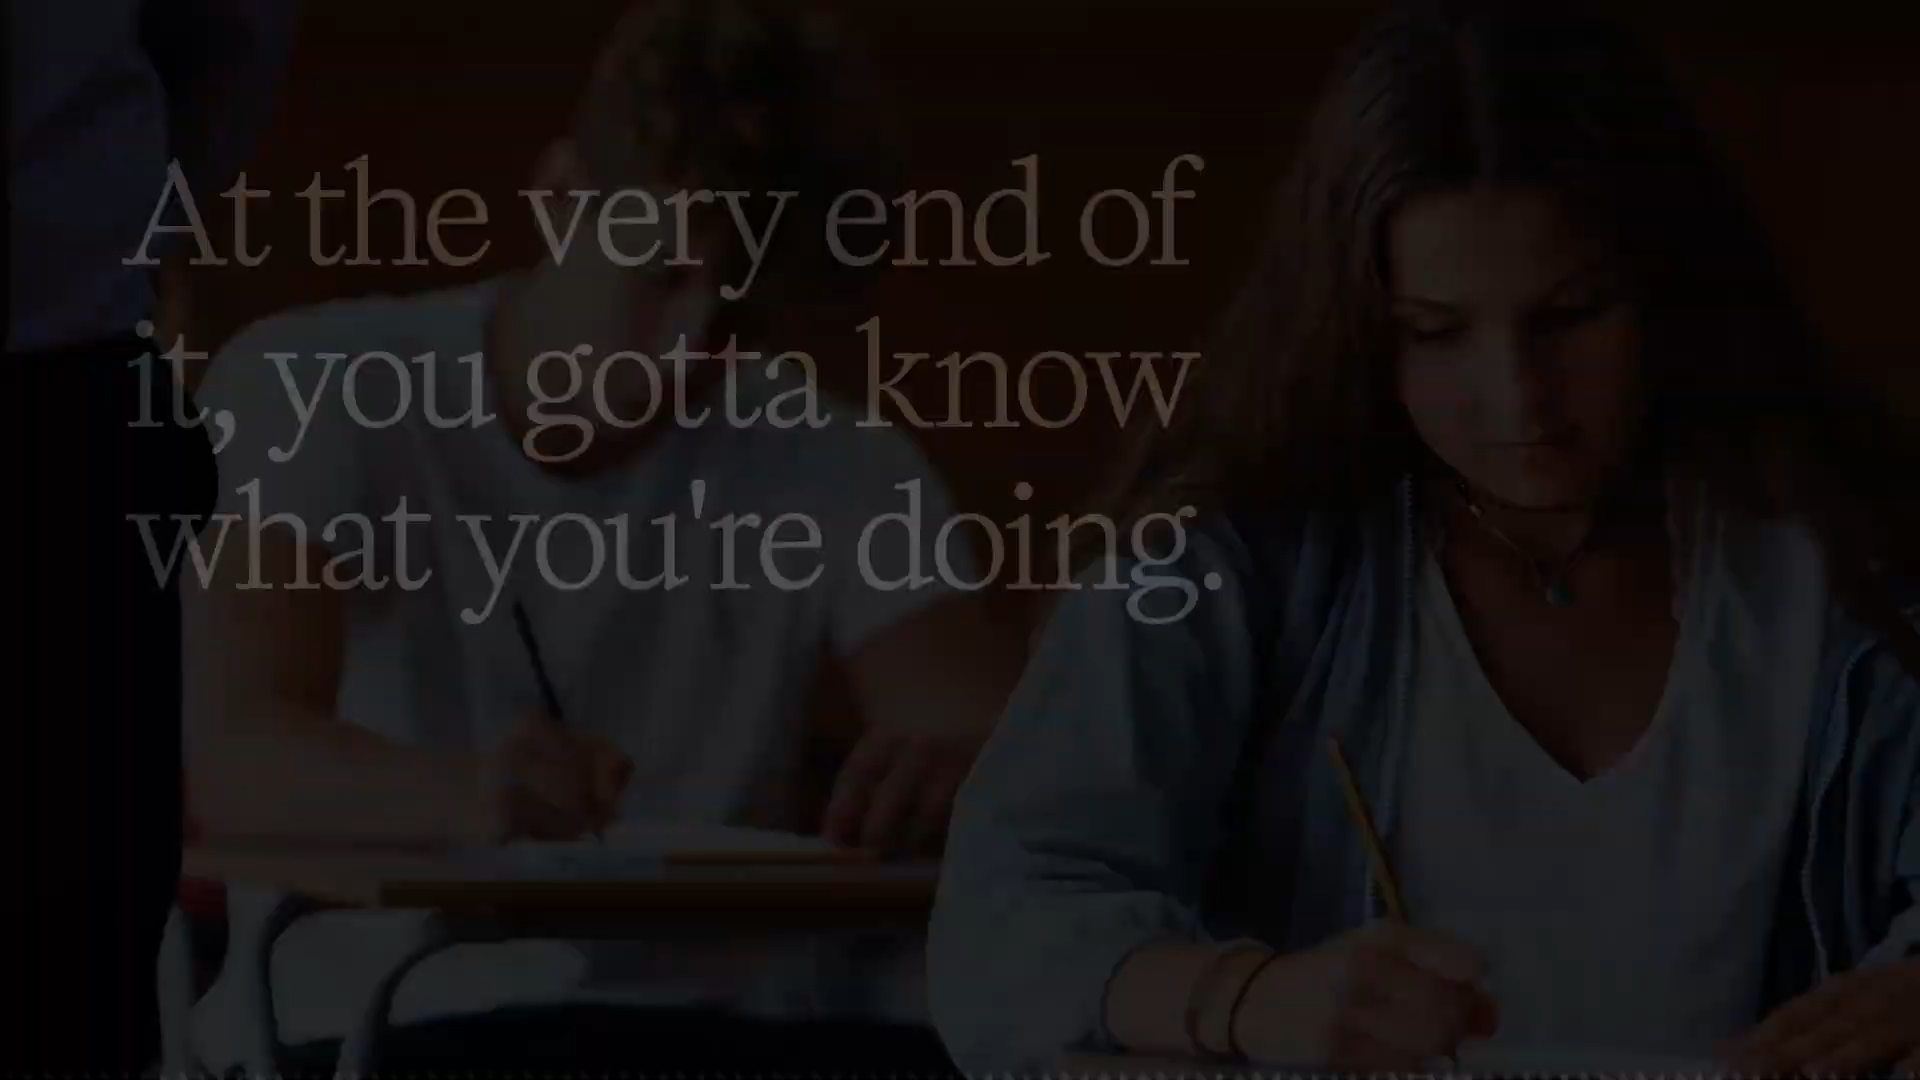 At the very end of
it, you gotta know
what you're doing.